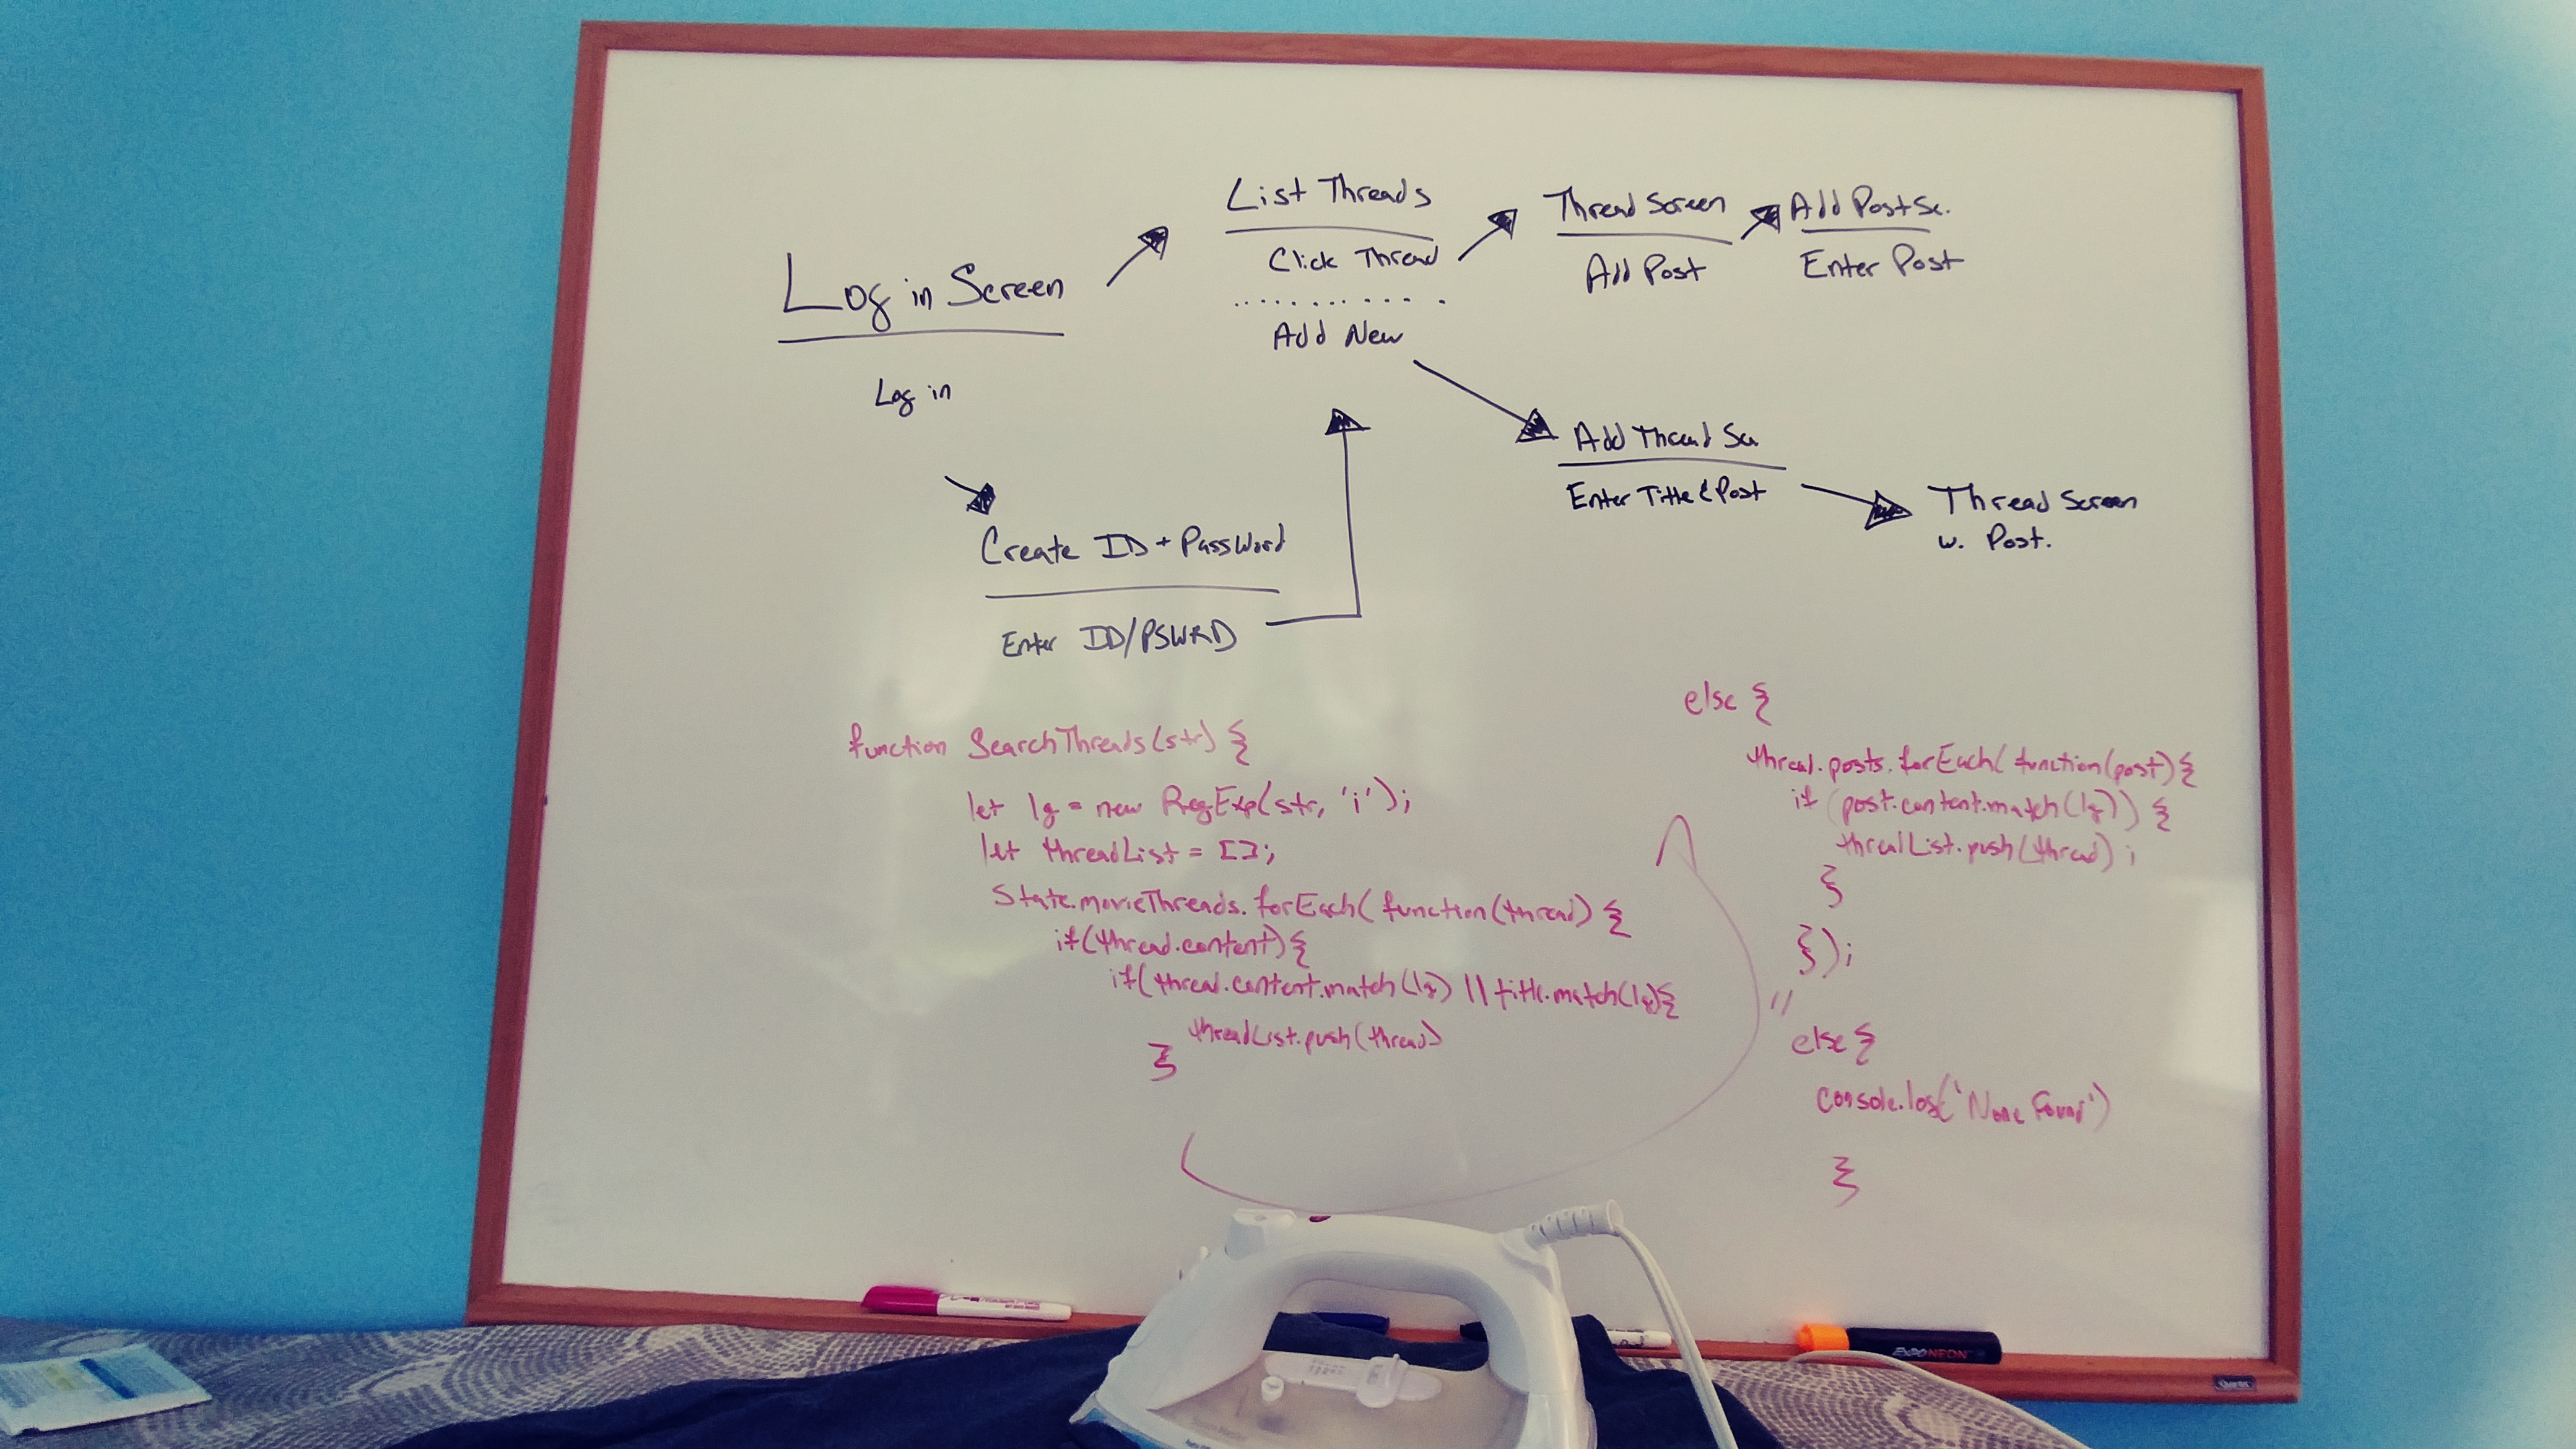 Log in Screen
Log in
List Threads
Click Thread
Add New
Thread Screen
Add Post
Add Post Sc.
Enter Post
Create ID + Password
Enter ID/PSWRD
Add Thread Sc
Enter Title & Post
Thread Screen
w. Post.
function SearchThreads(str) {
let lg = new RegExp(str, 'i');
let threadList = [];
State.movieThreads.forEach(function(thread) {
if(thread.content){
if(thread.content.match(lg) || title.match(lg){
threadList.push(thread)
}
else {
thread.posts.forEach(function(post){
if (post.content.match(lg)) {
threadList.push(thread);
}
});
//
else {
console.log('None Found')
}
EXPO NEON
Quartet